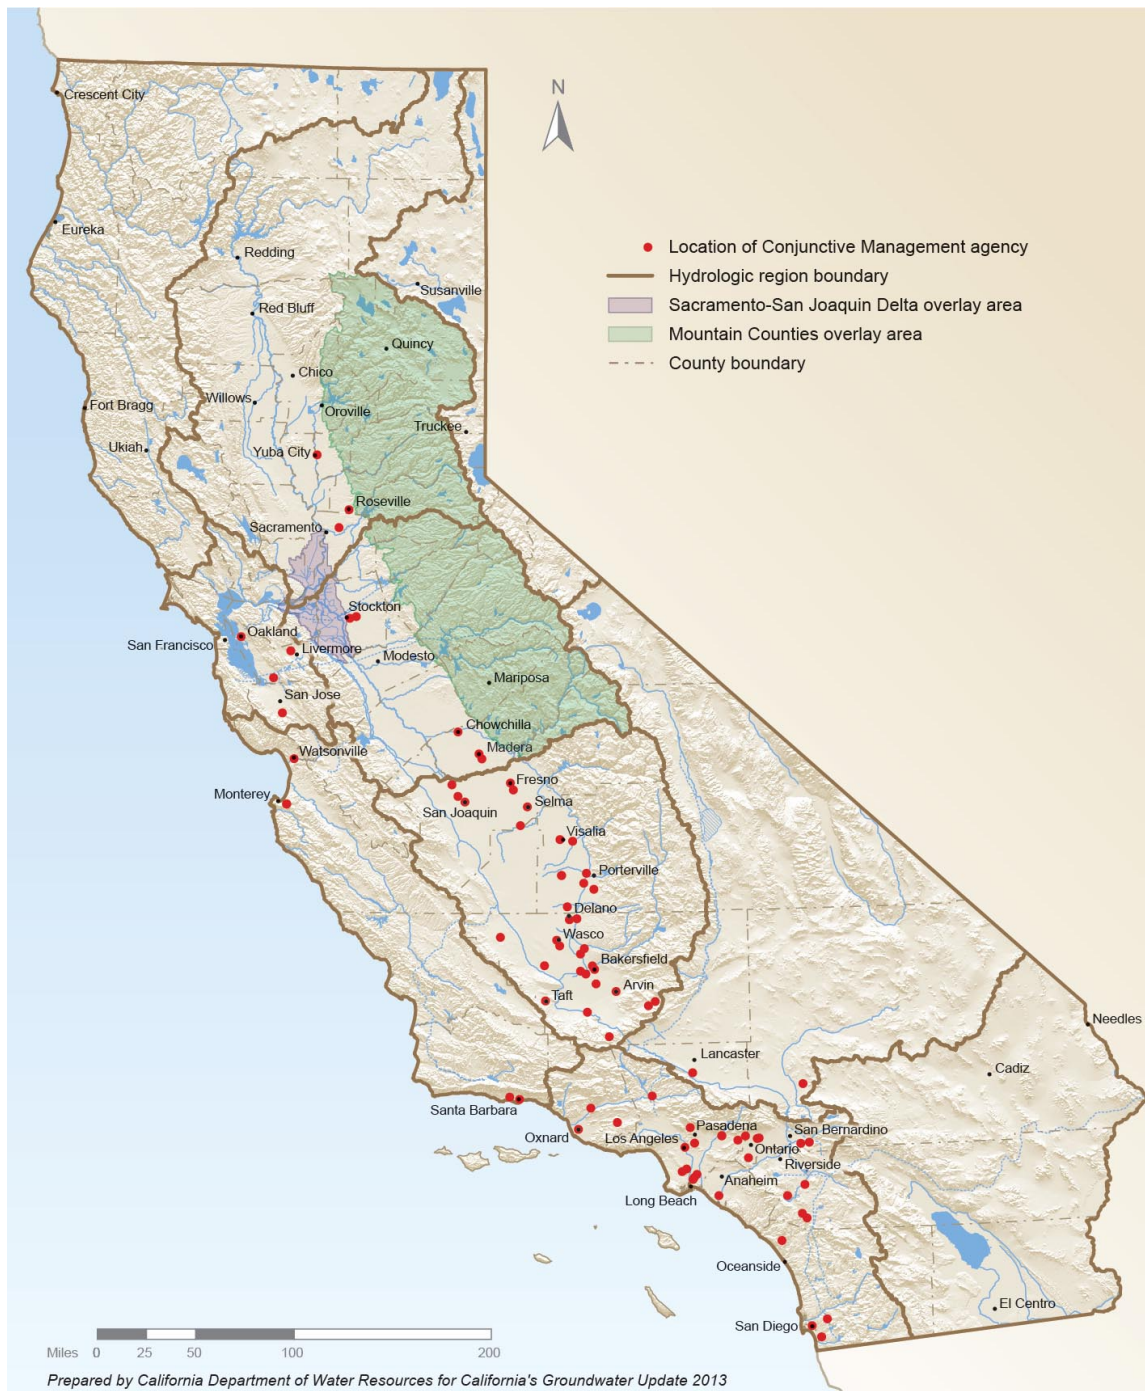 N
Crescent City
Eureka
Redding
Location of Conjunctive Management agency
Hydrologic region boundary
Sacramento-San Joaquin Delta overlay area
Mountain Counties overlay area
County boundary
Susanville
Red Bluff
Quincy
Chico
Willows
Oroville
Fort Bragg
Truckee
Ukiah
Yuba City
Roseville
Sacramento
Stockton
Oakland
San Francisco
Livermore
Modesto
Mariposa
San Jose
Chowchilla
Madera
Watsonville
Fresno
Monterey
Selma
San Joaquin
Visalia
Porterville
Delano
Wasco
Bakersfield
Arvin
Taft
Needles
Lancaster
Cadiz
Santa Barbara
Oxnard
Pasadena
Los Angeles
San Bernardino
Ontario
Riverside
Anaheim
Long Beach
Oceanside
El Centro
San Diego
Miles 0 25 50 100 200
Prepared by California Department of Water Resources for California's Groundwater Update 2013